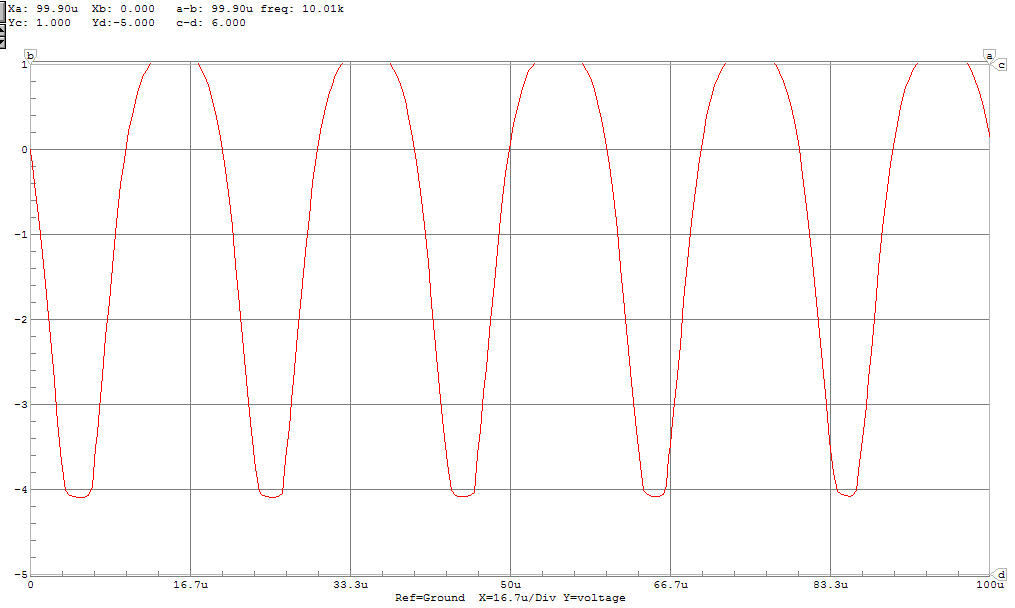 Xa: 99.90u Xb: 0.000 a-b: 99.90u freq: 10.01k
Yc: 1.000 Yd:-5.000 c-d: 6.000
b a
1 c
0
-1
-2
-3
-4
-5 d
0 16.7u 33.3u 50u 66.7u 83.3u 100u
Ref=Ground X=16.7u/Div Y=voltage